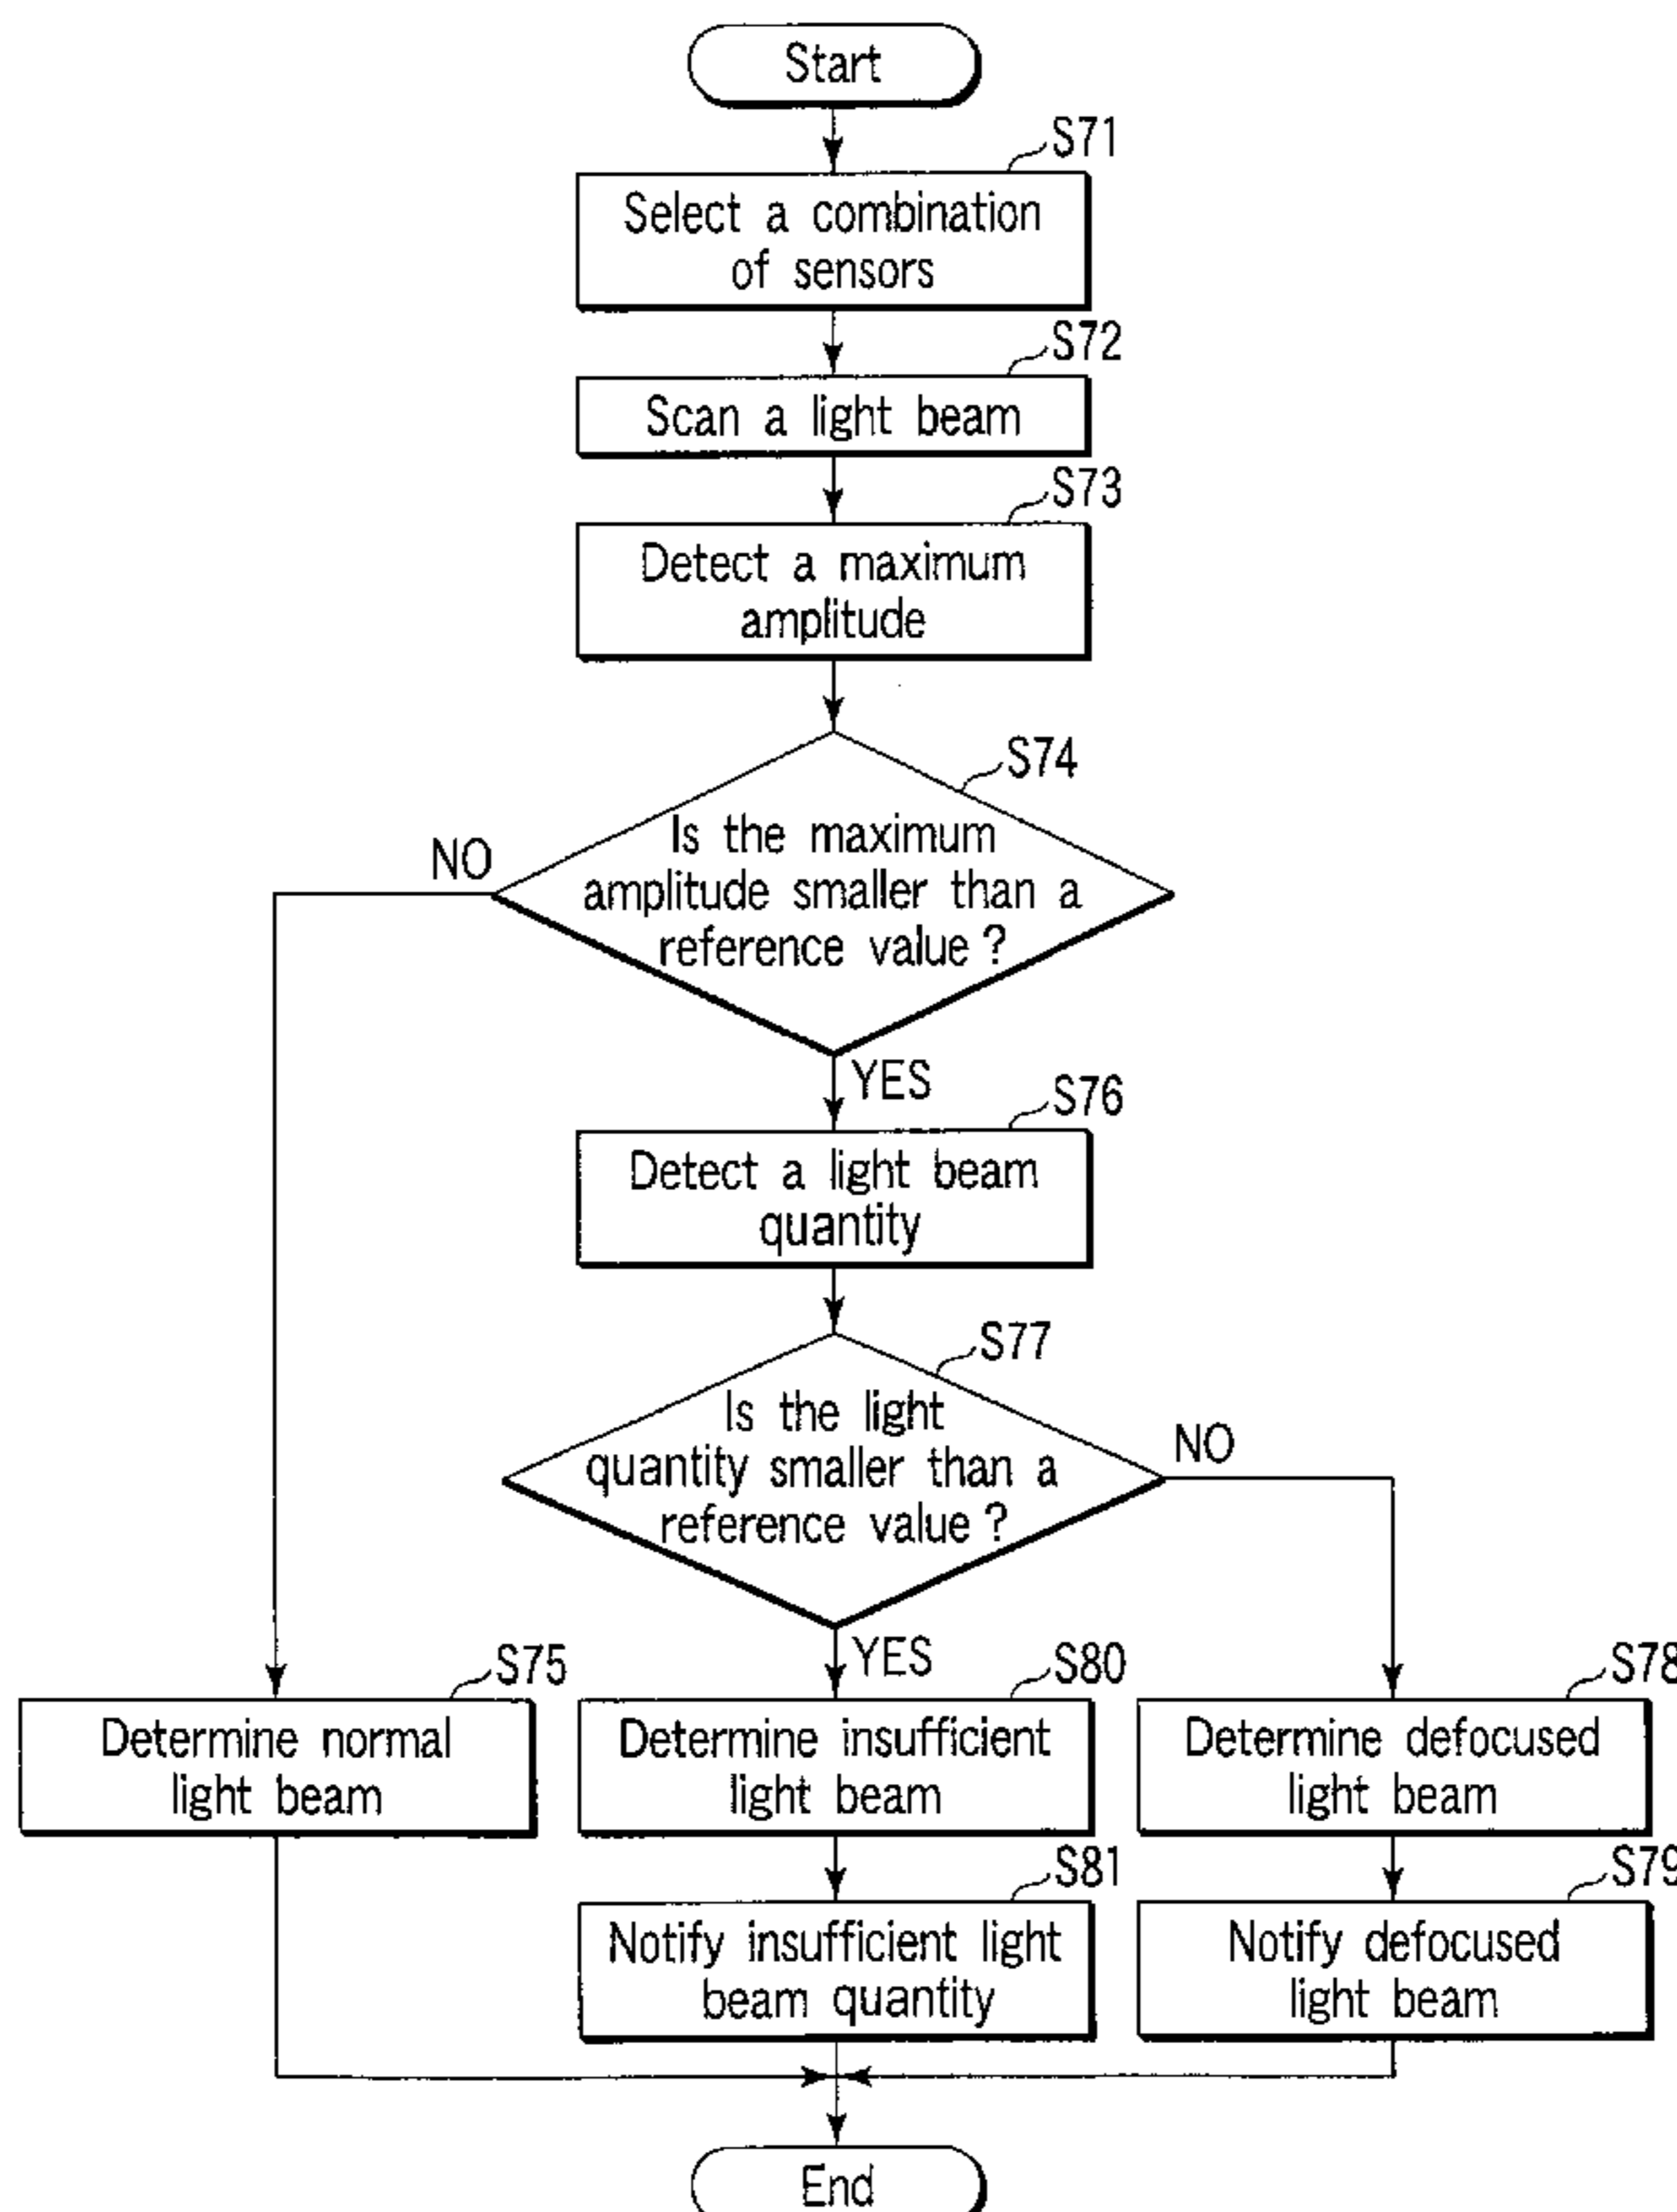 Start
S71
Select a combination
of sensors
S72
Scan a light beam
S73
Detect a maximum
amplitude
S74
Is the maximum
amplitude smaller than a
reference value?
NO
YES
S76
Detect a light beam
quantity
S77
Is the light
quantity smaller than a
reference value?
NO
YES
S75
Determine normal
light beam
S80
Determine insufficient
light beam
S78
Determine defocused
light beam
S81
Notify insufficient light
beam quantity
S79
Notify defocused
light beam
End